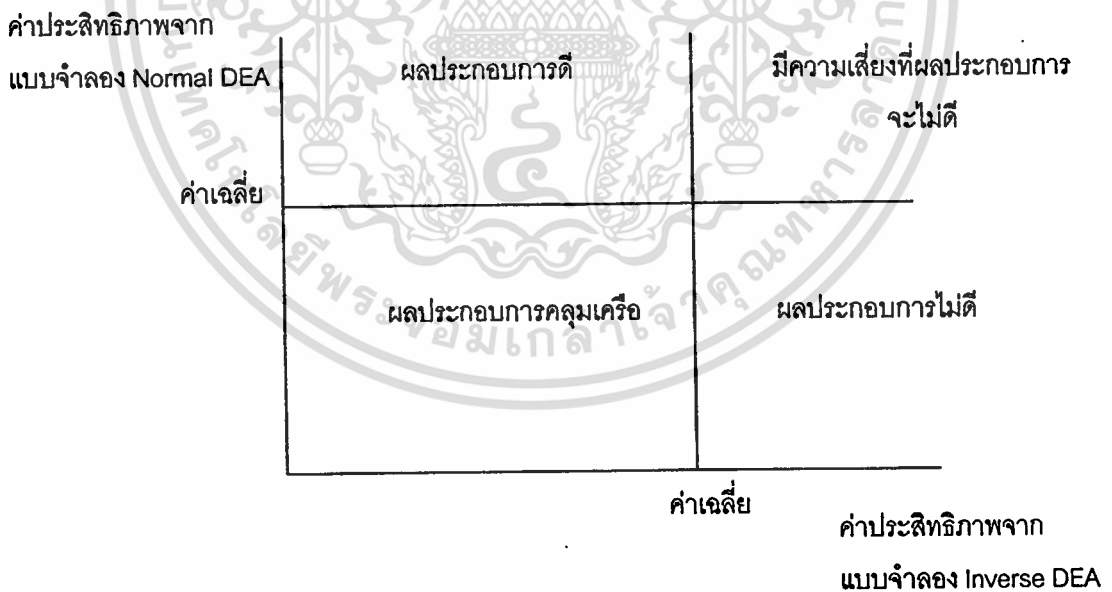 ค่าประสิทธิภาพจาก
แบบจำลอง Normal DEA
ผลประกอบการดี
มีความเสี่ยงที่ผลประกอบการ
จะไม่ดี
ค่าเฉลี่ย
ผลประกอบการคลุมเครือ
ผลประกอบการไม่ดี
ค่าเฉลี่ย
ค่าประสิทธิภาพจาก
แบบจำลอง Inverse DEA